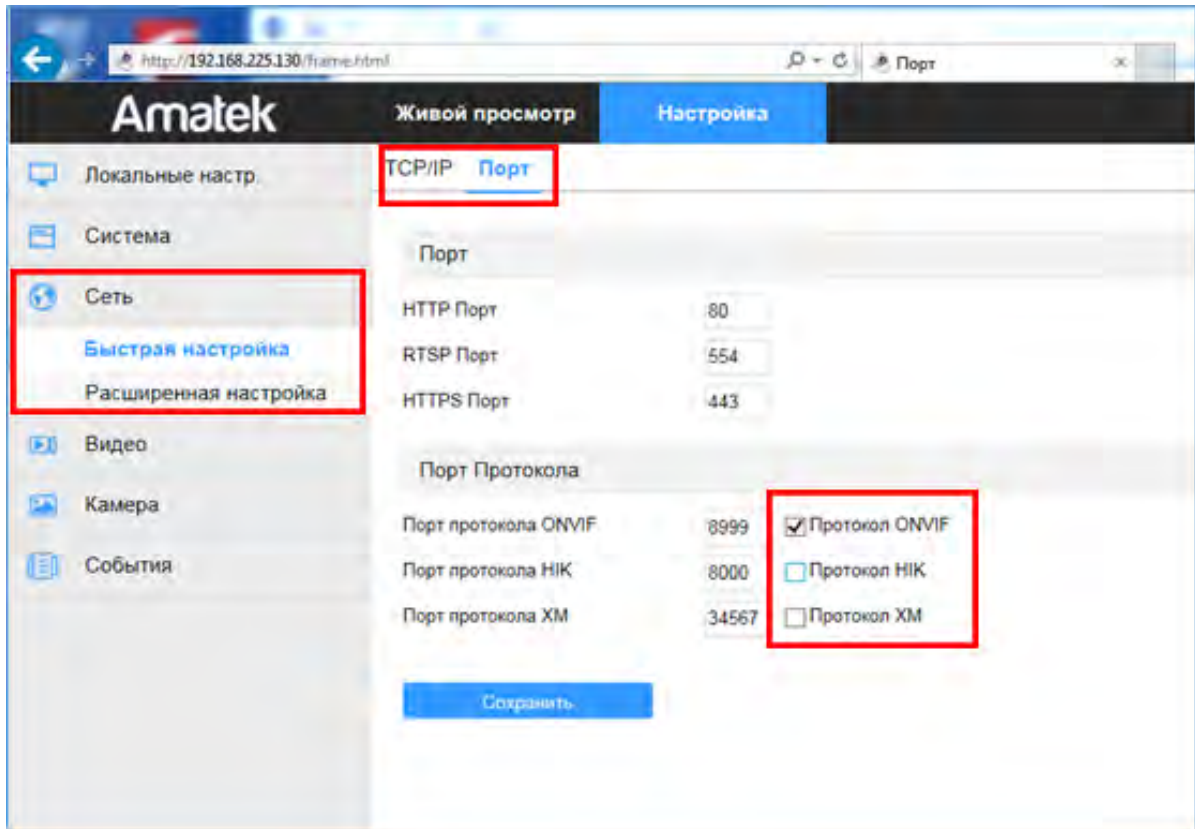 http://192.168.225.130/frame.html
Порт
Amatek
Живой просмотр
Настройка
Локальные настр.
Система
Сеть
Быстрая настройка
Расширенная настройка
Видео
Камера
События
TCP/IP Порт
Порт
HTTP Порт 80
RTSP Порт 554
HTTPS Порт 443
Порт Протокола
Порт протокола ONVIF 8999 Протокол ONVIF
Порт протокола HIK 8000 Протокол HIK
Порт протокола XM 34567 Протокол XM
Сохранить